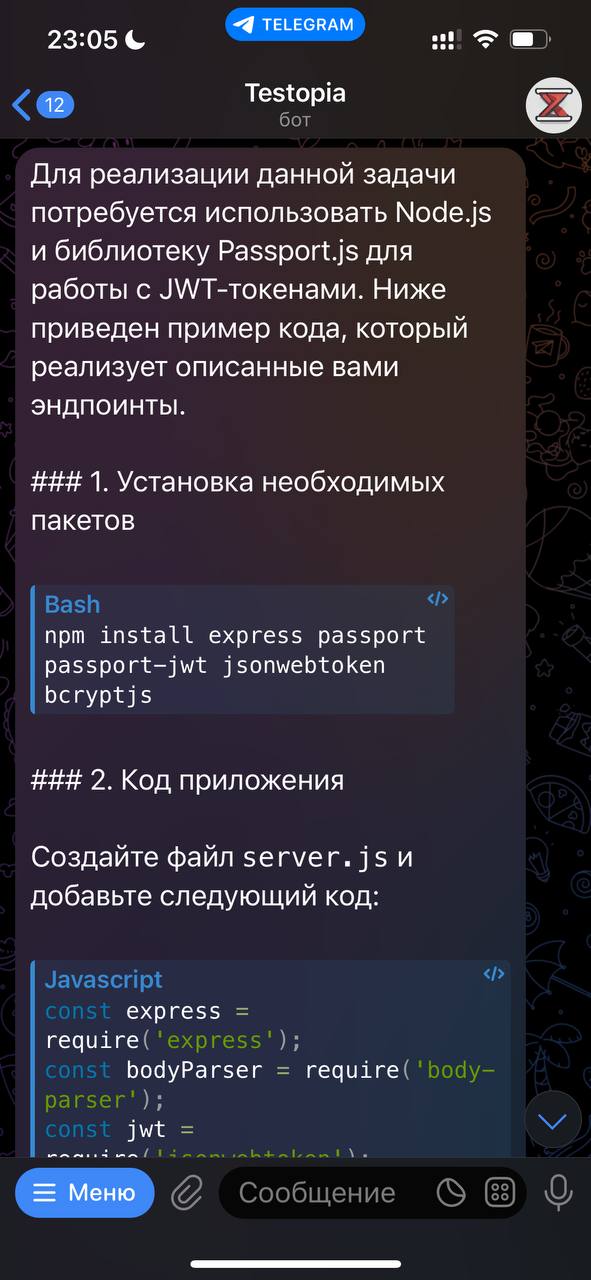 23:05
TELEGRAM
12
Testopia
бот
Для реализации данной задачи
потребуется использовать Node.js
и библиотеку Passport.js для
работы с JWT-токенами. Ниже
приведен пример кода, который
реализует описанные вами
эндпоинты.
### 1. Установка необходимых
пакетов
Bash
npm install express passport
passport-jwt jsonwebtoken
bcryptjs
### 2. Код приложения
Создайте файл server.js и
добавьте следующий код:
Javascript
const express =
require('express');
const bodyParser = require('body-
parser');
const jwt =
require('jsonwebtoken');
Меню
Сообщение